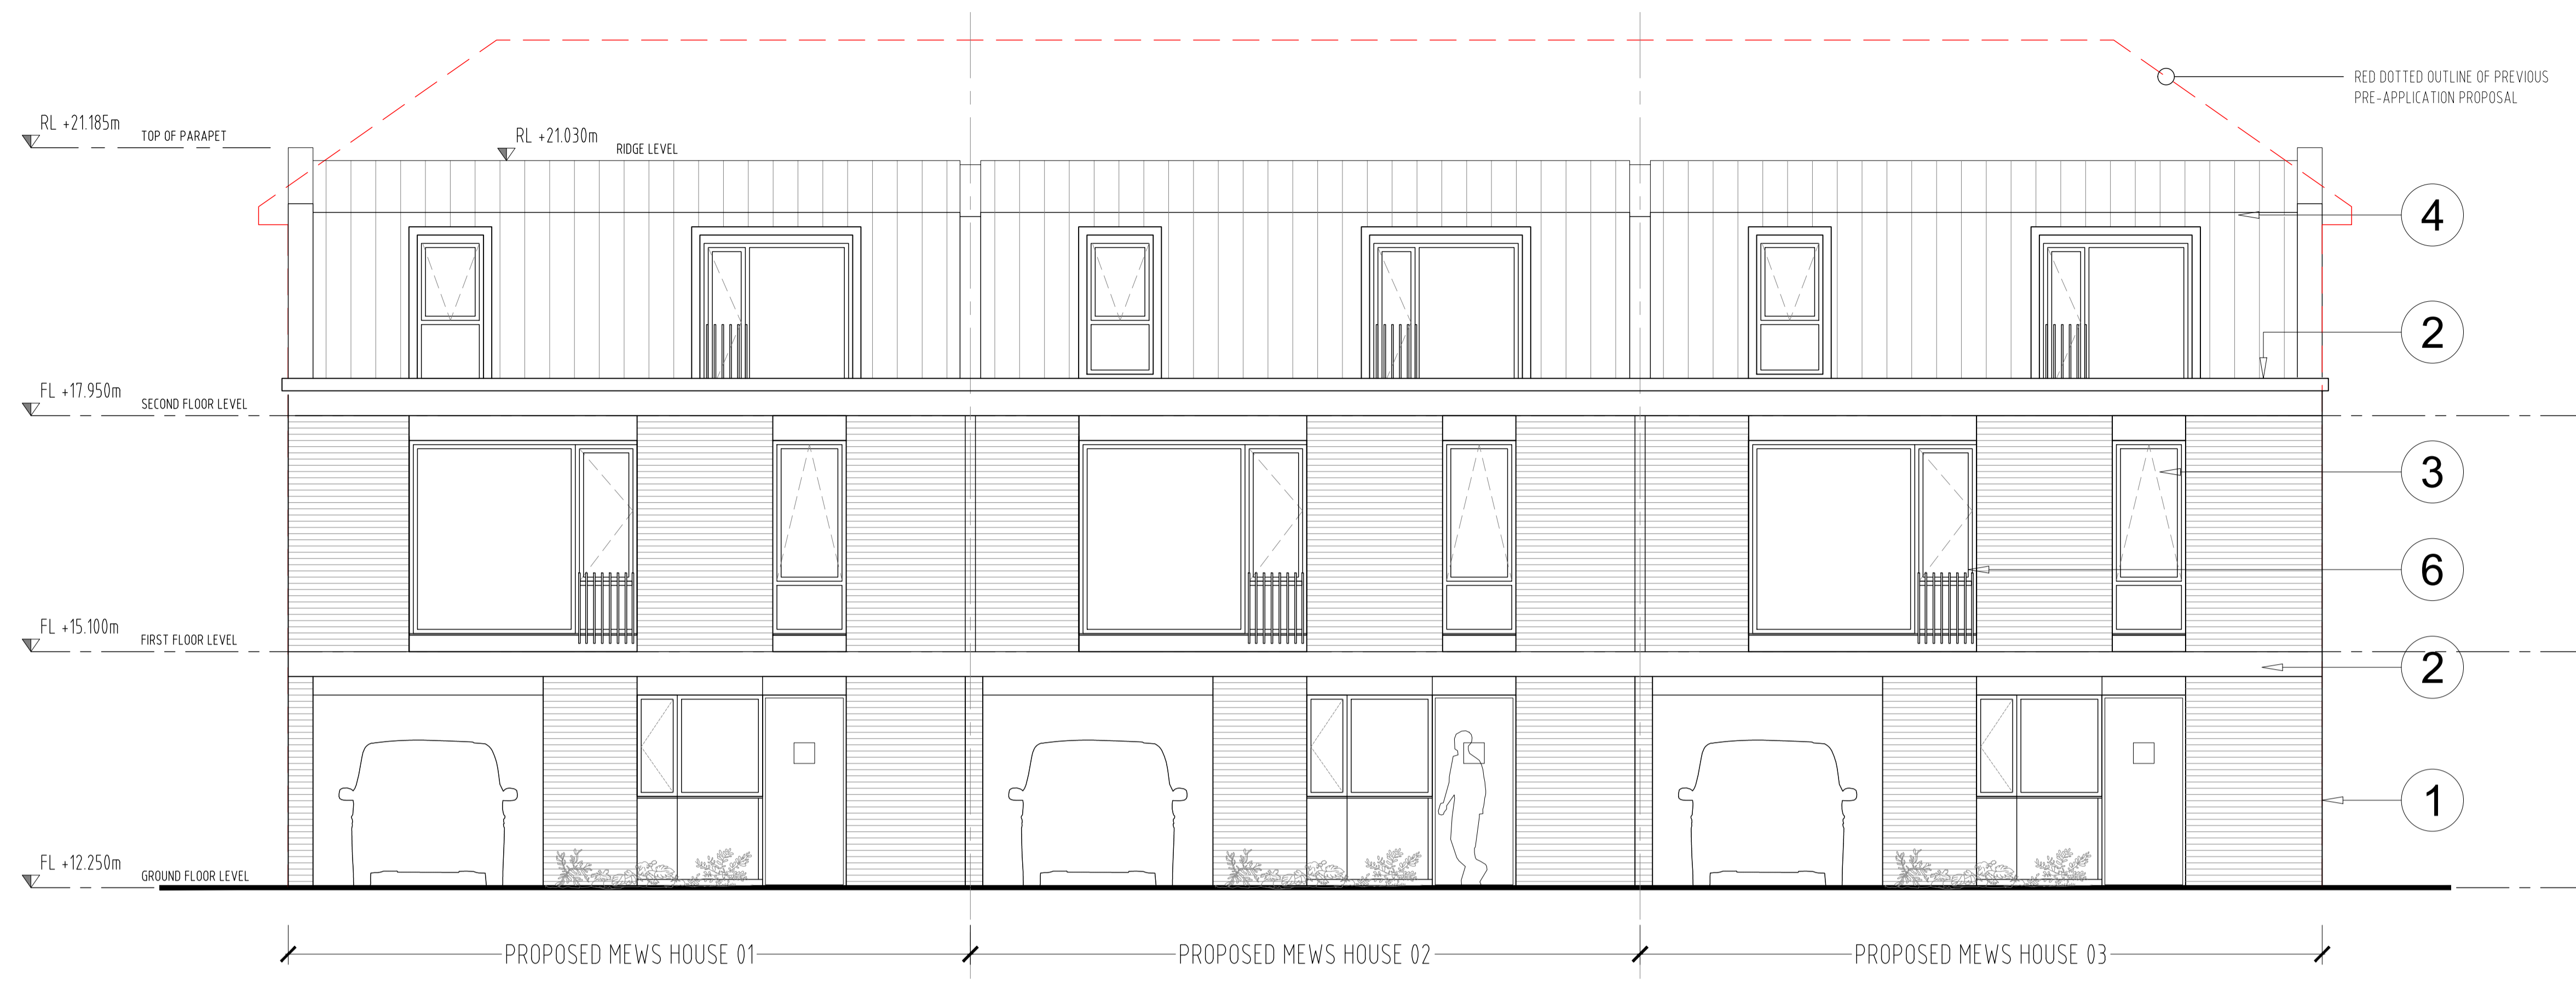 RED DOTTED OUTLINE OF PREVIOUS
PRE-APPLICATION PROPOSAL
RL +21.185m
TOP OF PARAPET
RL +21.030m
RIDGE LEVEL
4
2
FL +17.950m
SECOND FLOOR LEVEL
3
6
FL +15.100m
FIRST FLOOR LEVEL
2
1
FL +12.250m
GROUND FLOOR LEVEL
PROPOSED MEWS HOUSE 01
PROPOSED MEWS HOUSE 02
PROPOSED MEWS HOUSE 03